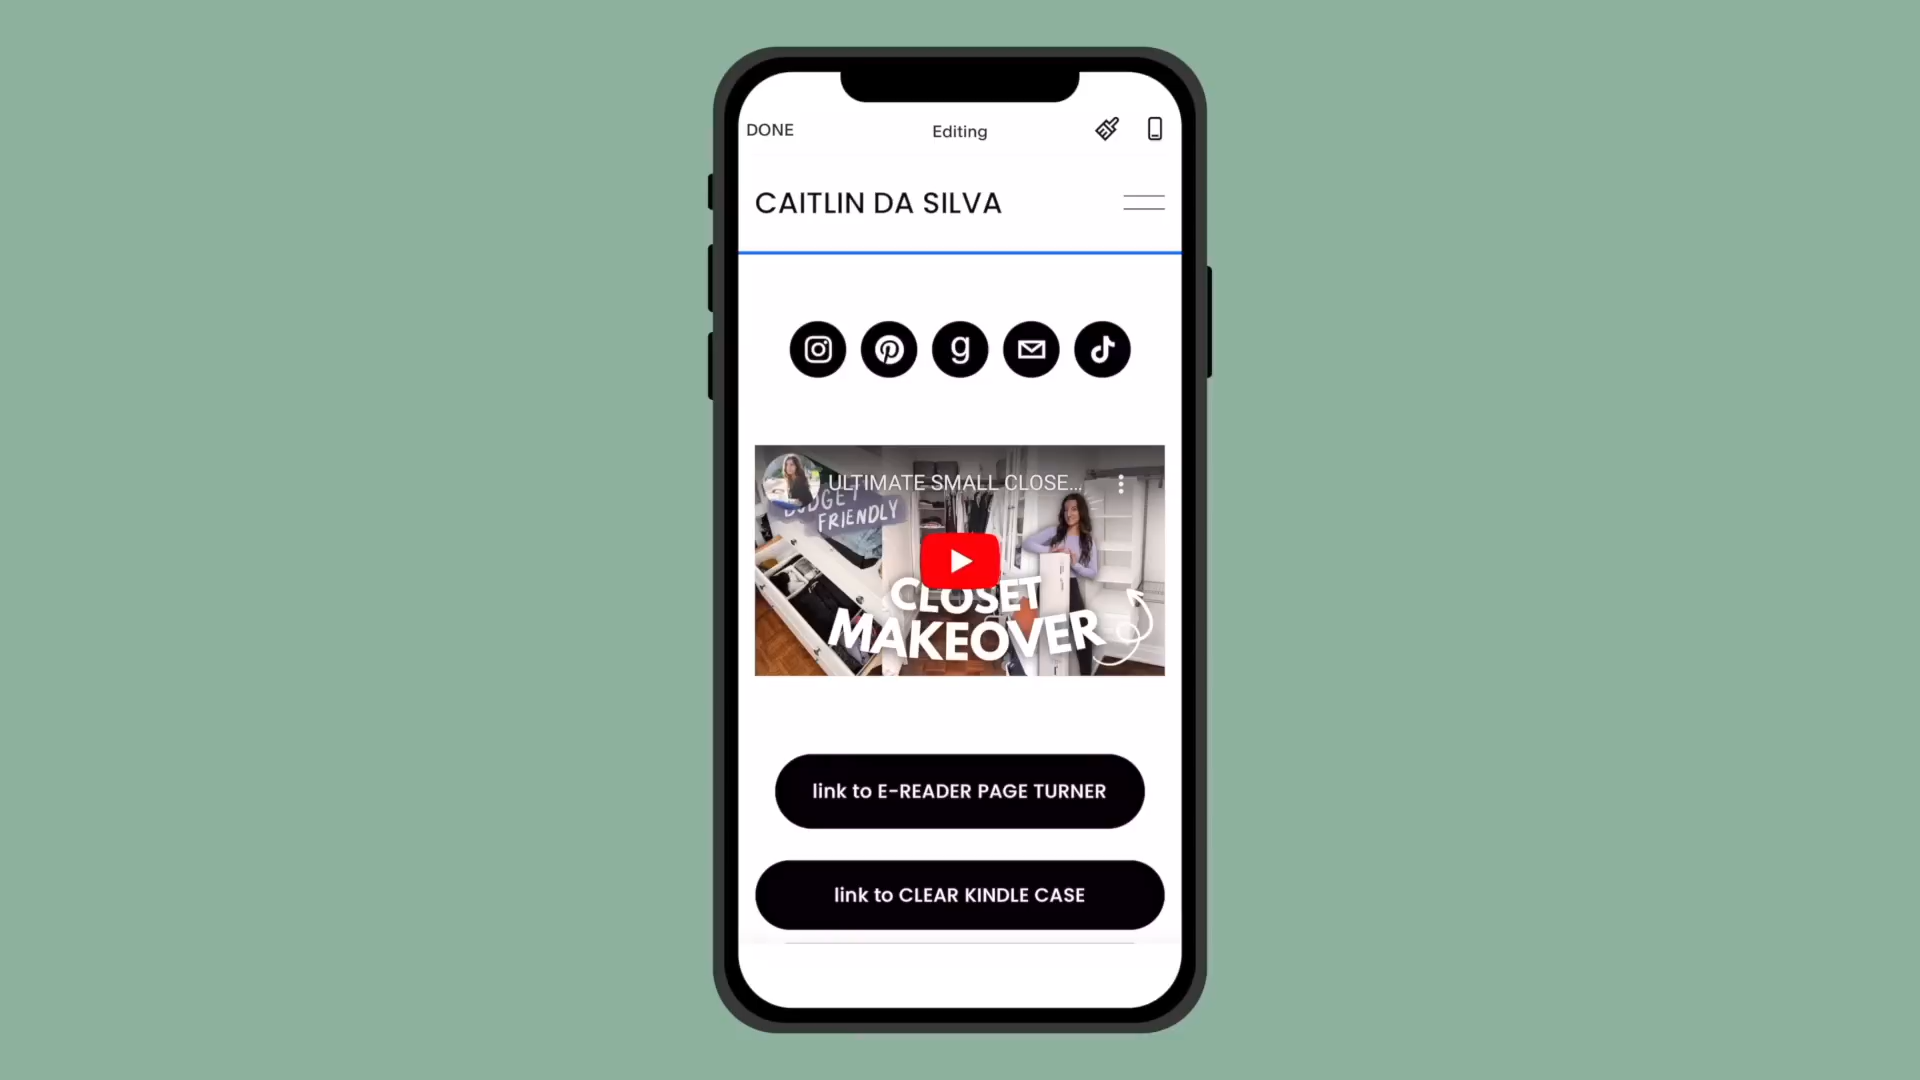 DONE
Editing
CAITLIN DA SILVA
g
ULTIMATE SMALL CLOSE...
BUDGET
FRIENDLY
CLOSET
MAKEOVER
link to E-READER PAGE TURNER
link to CLEAR KINDLE CASE